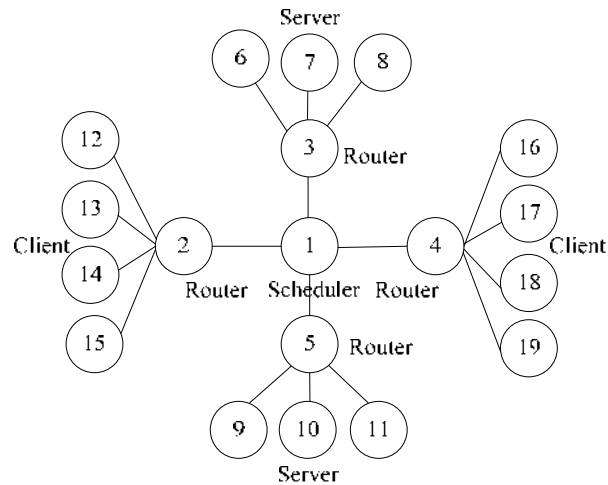 Server
6 7 8
12 3 Router 16
13 17
Client 2 1 4 Client
14 18
Router Scheduler Router
15 5 Router 19
9 10 11
Server